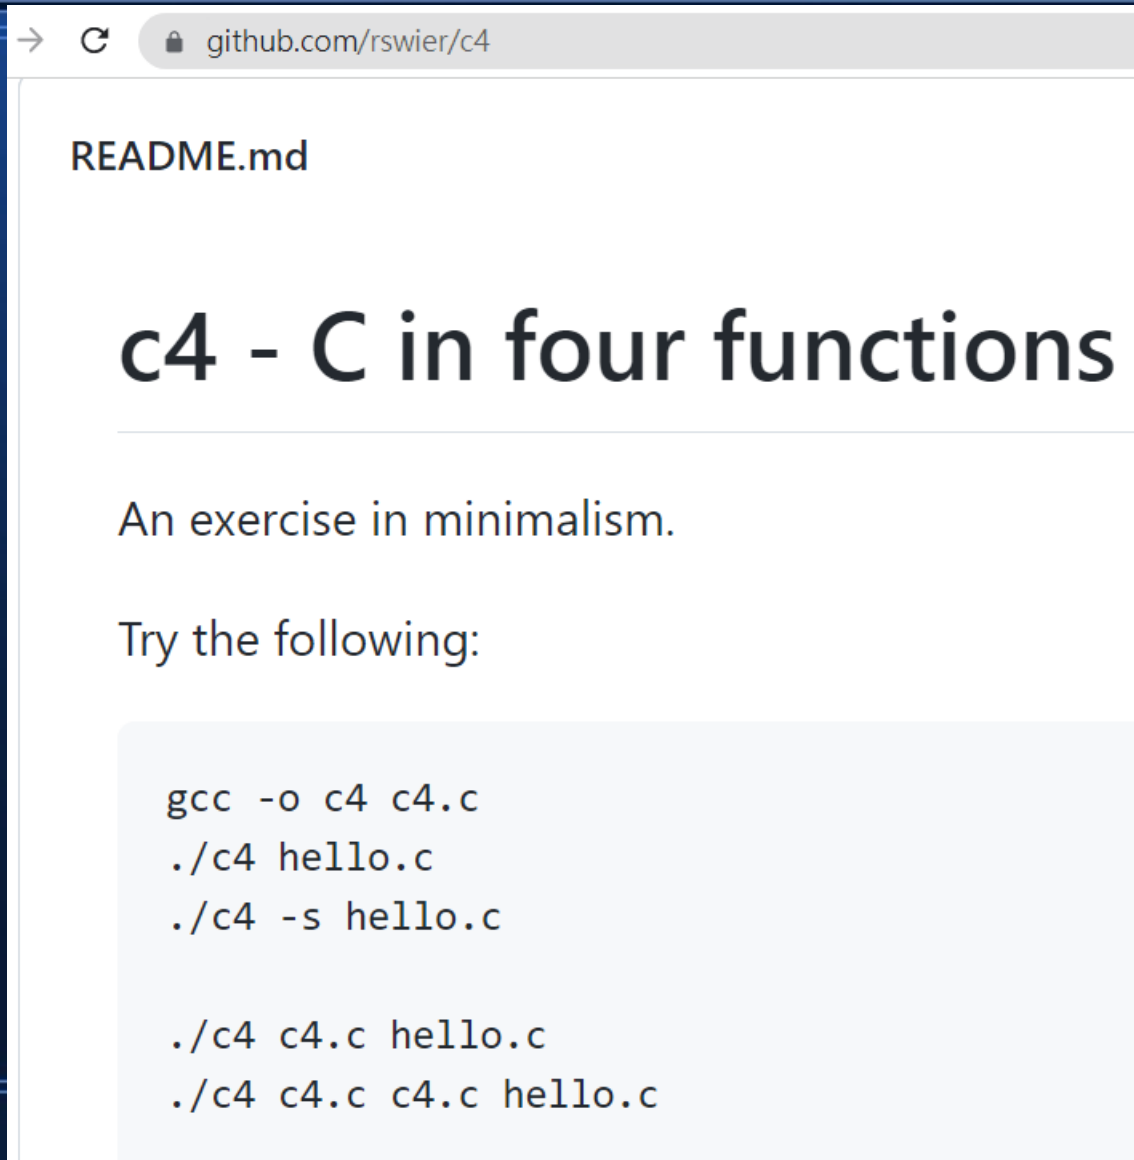 github.com/rswier/c4
README.md
c4 - C in four functions
An exercise in minimalism.
Try the following:
gcc -o c4 c4.c
./c4 hello.c
./c4 -s hello.c
./c4 c4.c hello.c
./c4 c4.c c4.c hello.c